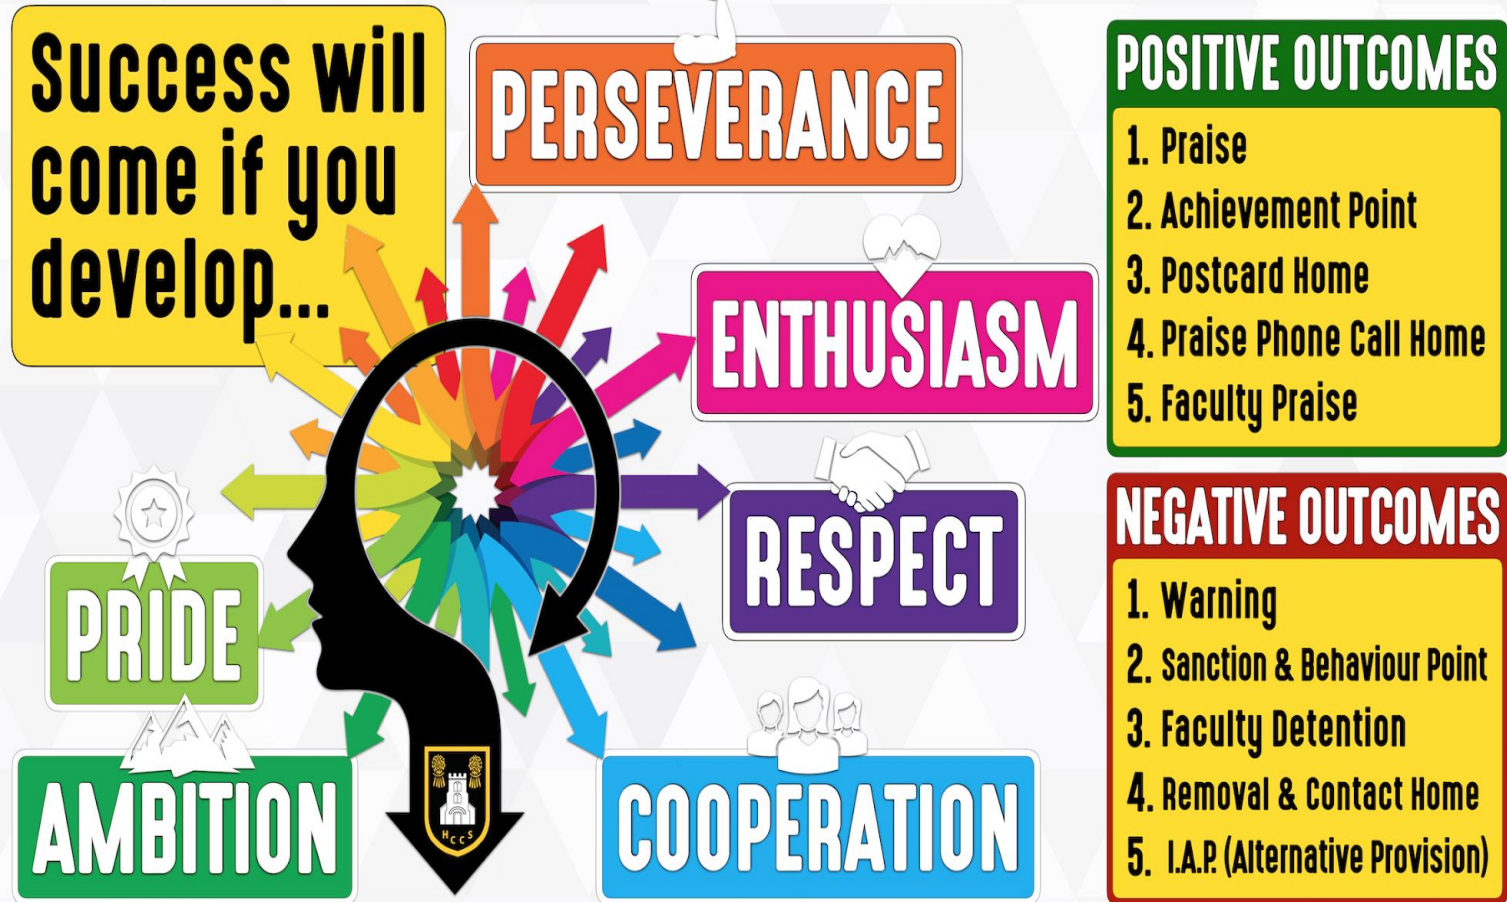 Success will
come if you
develop...
PERSEVERANCE
ENTHUSIASM
RESPECT
PRIDE
AMBITION
COOPERATION
HCCS
POSITIVE OUTCOMES
1. Praise
2. Achievement Point
3. Postcard Home
4. Praise Phone Call Home
5. Faculty Praise
NEGATIVE OUTCOMES
1. Warning
2. Sanction & Behaviour Point
3. Faculty Detention
4. Removal & Contact Home
5. I.A.P. (Alternative Provision)